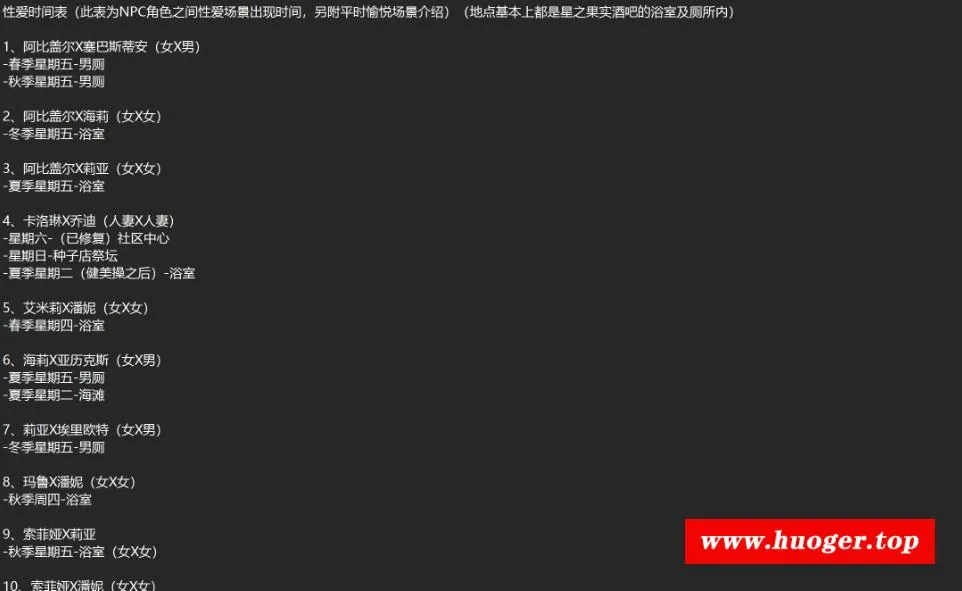 性爱时间表（此表为NPC角色之间性爱场景出现时间，另附平时愉悦场景介绍）（地点基本上都是星之果实酒吧的浴室及厕所内）
1、阿比盖尔X塞巴斯蒂安（女X男）
-春季星期五-男厕
-秋季星期五-男厕
2、阿比盖尔X海莉（女X女）
-冬季星期五-浴室
3、阿比盖尔X莉亚（女X女）
-夏季星期五-浴室
4、卡洛琳X乔迪（人妻X人妻）
-星期六-（已修复）社区中心
-星期日-种子店祭坛
-夏季星期二（健美操之后）-浴室
5、艾米莉X潘妮（女X女）
-春季星期四-浴室
6、海莉X亚历克斯（女X男）
-夏季星期五-男厕
-夏季星期二-海滩
7、莉亚X埃里欧特（女X男）
-冬季星期五-男厕
8、玛鲁X潘妮（女X女）
-秋季周四-浴室
9、索菲娅X莉亚
-秋季星期五-浴室（女X女）
10、索菲娅X潘妮（女X女）
www.huoger.top